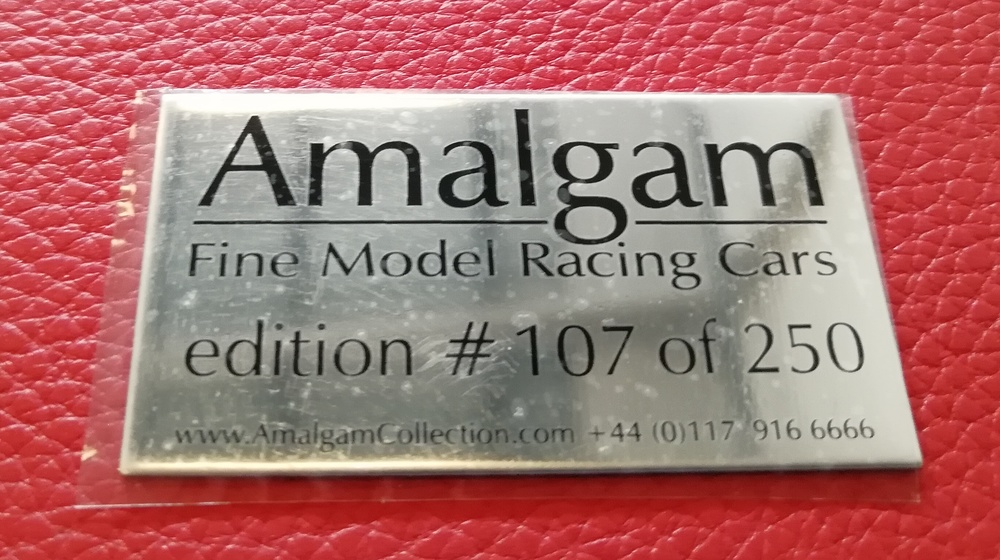 Amalgam
Fine Model Racing Cars
edition # 107 of 250
www.AmalgamCollection.com +44 (0)117 916 6666